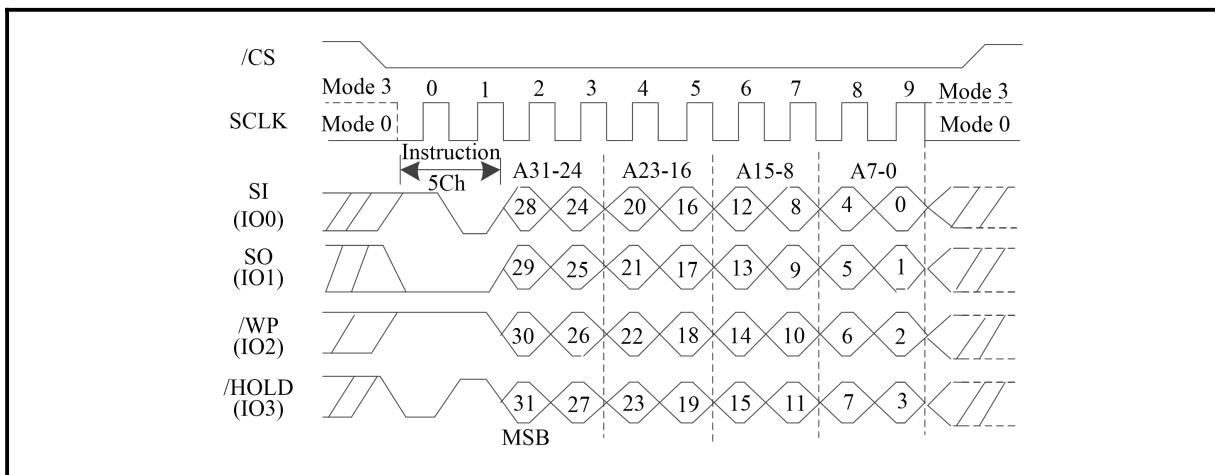 /CS
Mode 3 0 1 2 3 4 5 6 7 8 9 Mode 3
SCLK
Mode 0 Mode 0
Instruction
5Ch
A31-24 A23-16 A15-8 A7-0
SI
(IO0)
28 24 20 16 12 8 4 0
SO
(IO1)
29 25 21 17 13 9 5 1
/WP
(IO2)
30 26 22 18 14 10 6 2
/HOLD
(IO3)
31 27 23 19 15 11 7 3
MSB